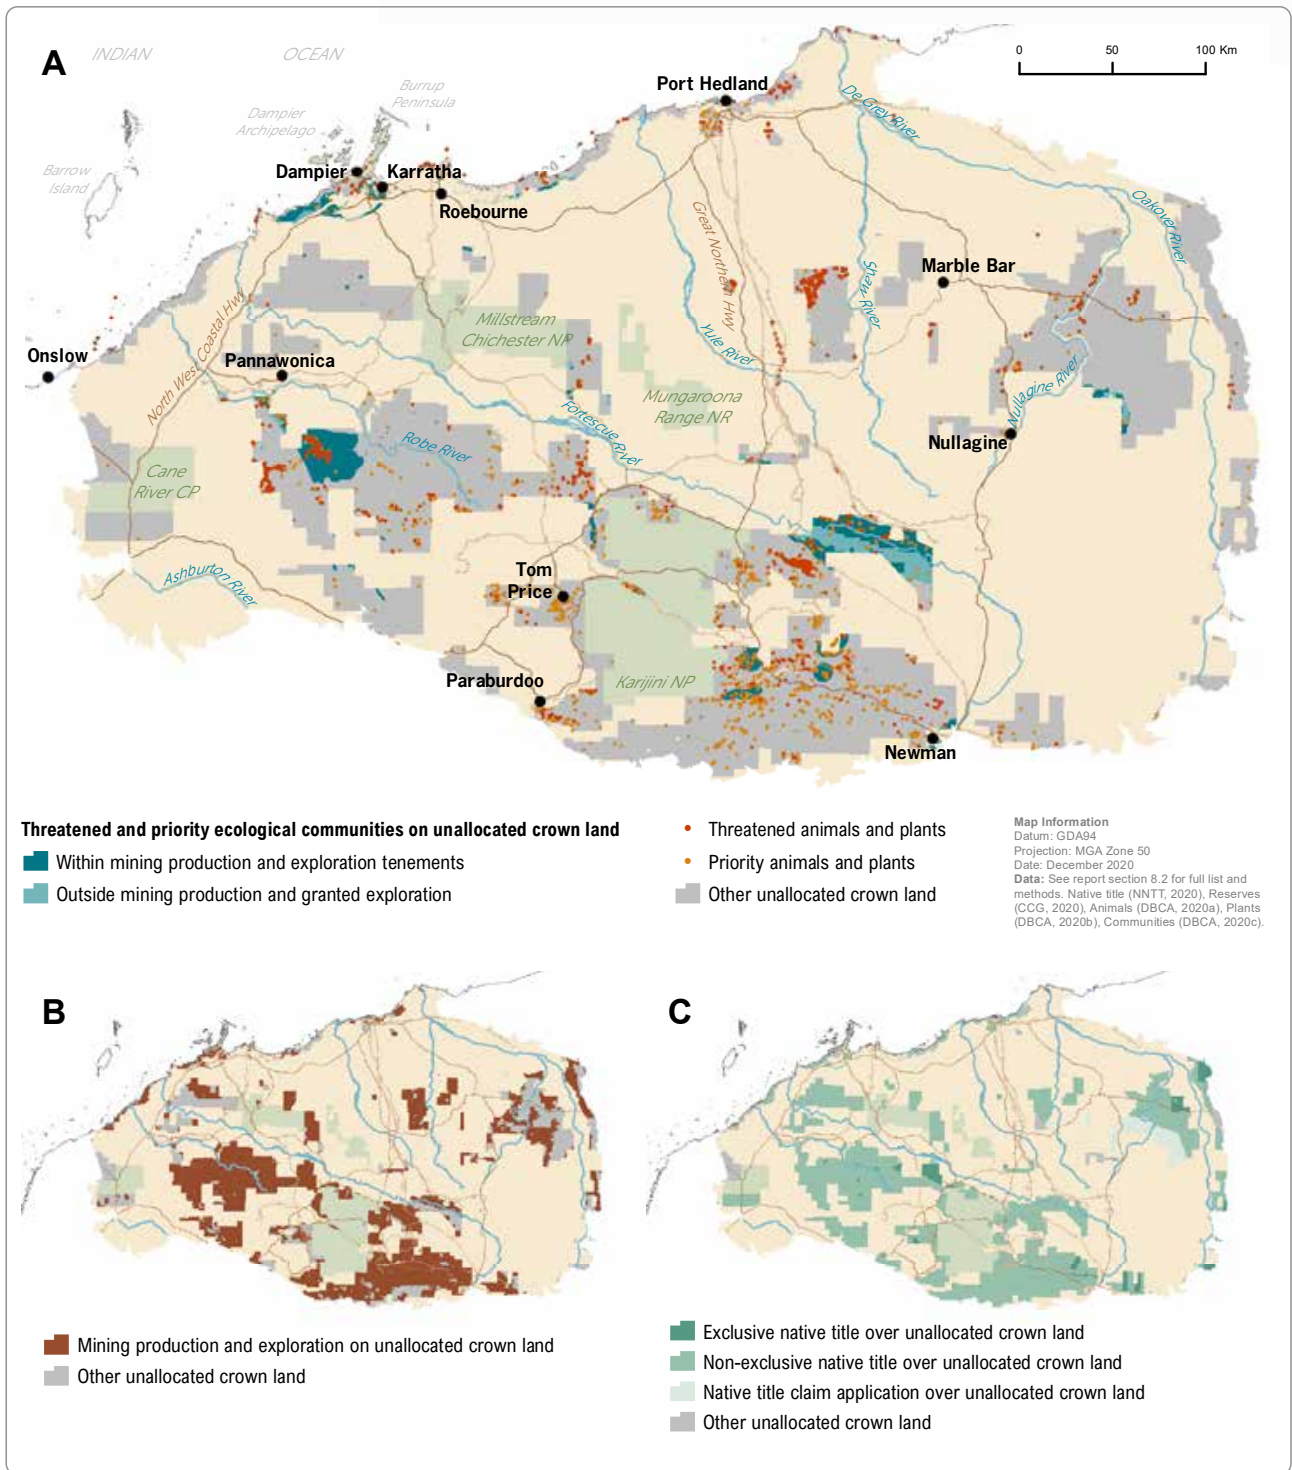 A
INDIAN
OCEAN
Burrup
Peninsula
Dampier
Archipelago
Barrow
Island
0 50 100 Km
Port Hedland
De Grey River
Dampier
Karratha
Roebourne
Oakover River
Great Northern Hwy
Shaw River
Marble Bar
North West Coastal Hwy
Millstream
Chichester NP
Yule River
Onslow
Pannawonica
Mungaroona
Range NR
Nullagine River
Fortescue River
Robe River
Nullagine
Cane
River CP
Ashburton River
Tom
Price
Paraburdoo
Karijini NP
Newman
Threatened and priority ecological communities on unallocated crown land
Within mining production and exploration tenements
Outside mining production and granted exploration
Threatened animals and plants
Priority animals and plants
Other unallocated crown land
Map Information
Datum: GDA94
Projection: MGA Zone 50
Date: December 2020
Data: See report section 8.2 for full list and
methods. Native title (NNTT, 2020), Reserves
(CCG, 2020), Animals (DBCA, 2020a), Plants
(DBCA, 2020b), Communities (DBCA, 2020c).
B
Mining production and exploration on unallocated crown land
Other unallocated crown land
C
Exclusive native title over unallocated crown land
Non-exclusive native title over unallocated crown land
Native title claim application over unallocated crown land
Other unallocated crown land